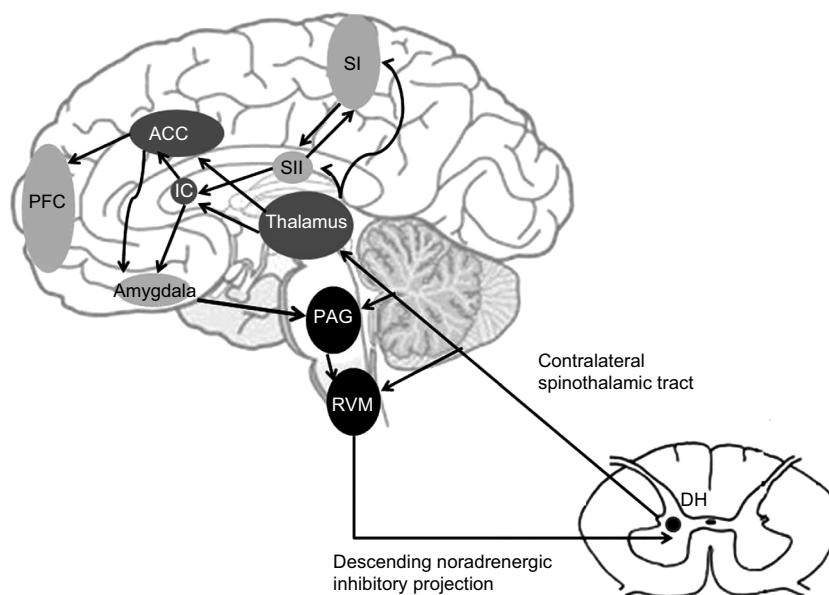 SI
ACC
SII
IC
PFC
Thalamus
Amygdala
PAG
RVM
Contralateral
spinothalamic tract
DH
Descending noradrenergic
inhibitory projection